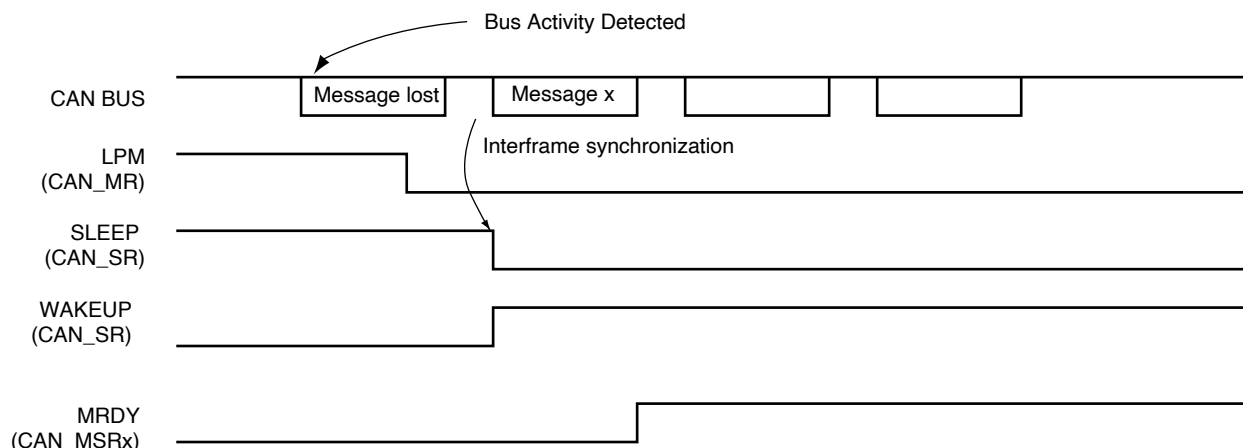 Bus Activity Detected
CAN BUS
Message lost
Message x
Interframe synchronization
LPM
(CAN_MR)
SLEEP
(CAN_SR)
WAKEUP
(CAN_SR)
MRDY
(CAN_MSRx)